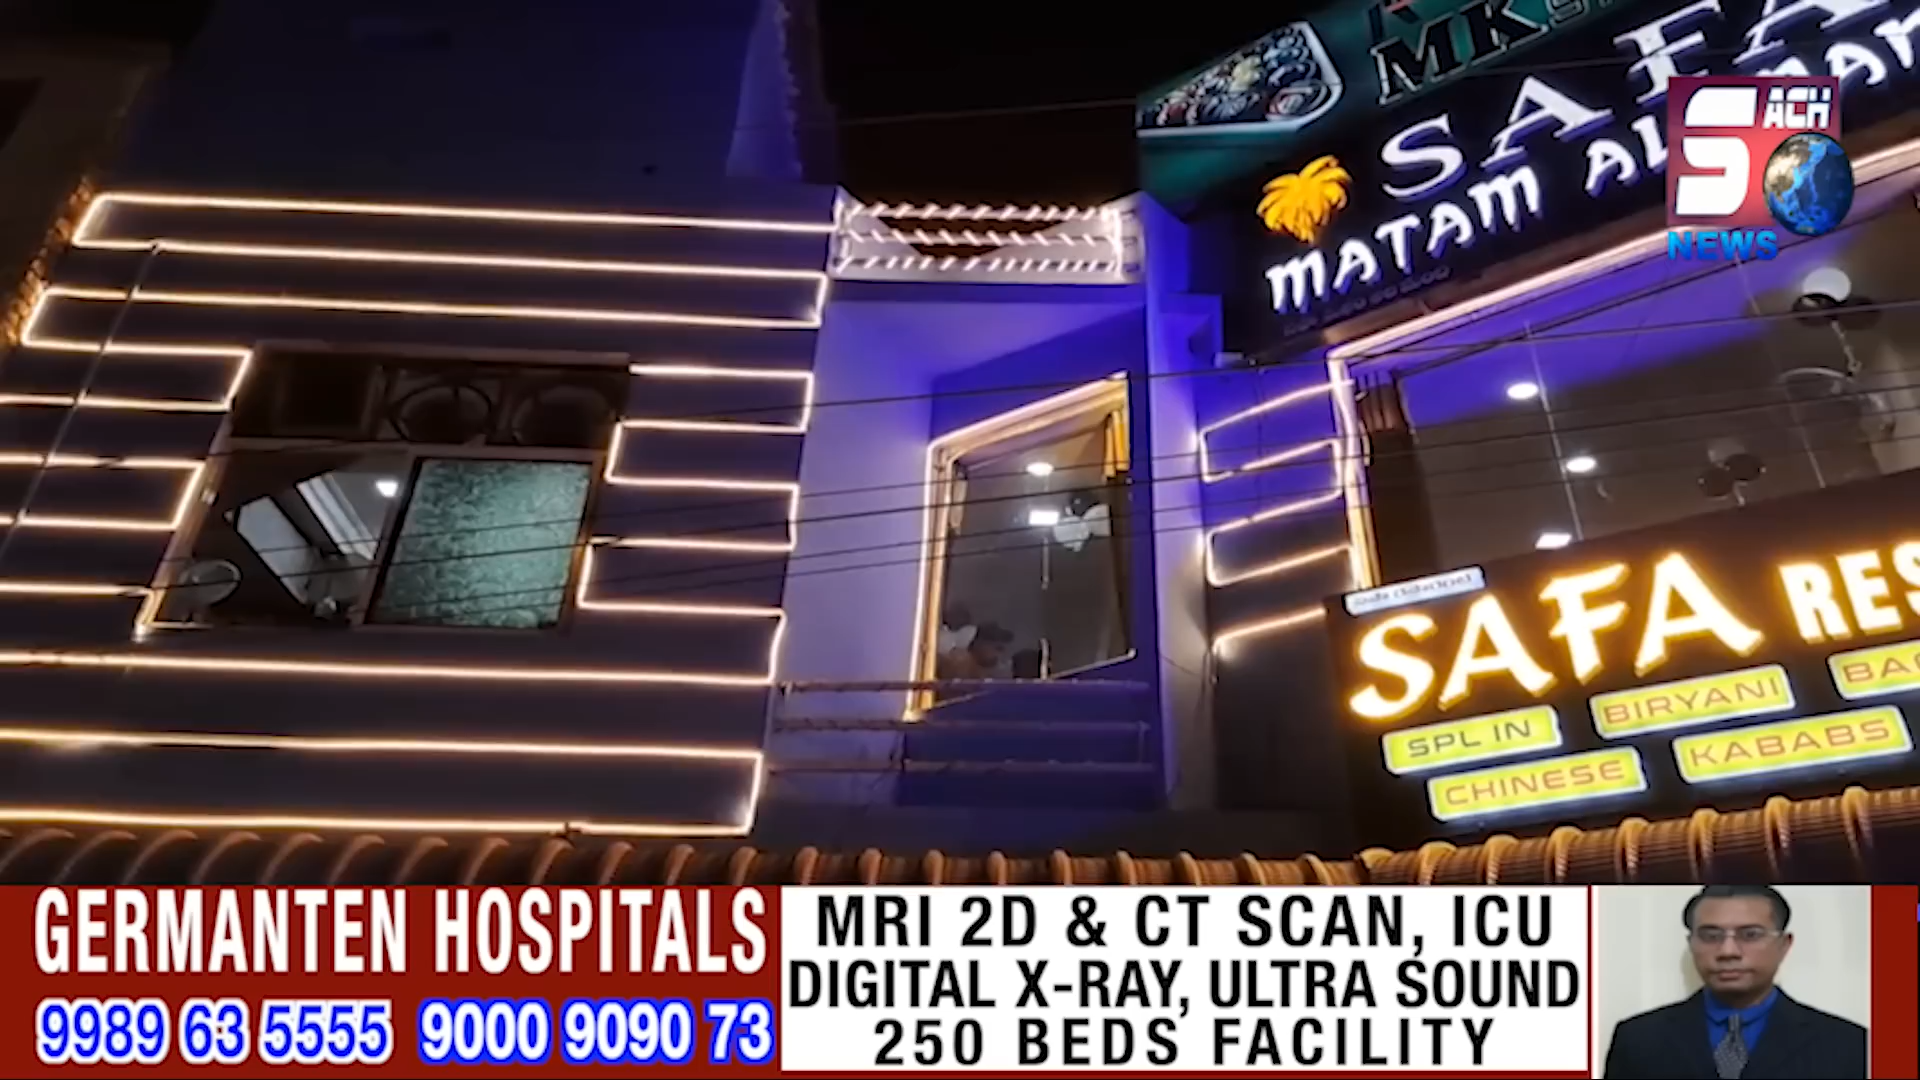 MK
SAFA
MATAM AL
SACH
NEWS
SAFA RES
SPL IN
BIRYANI
BA
CHINESE
KABABS
GERMANTEN HOSPITALS
9989 63 5555 9000 9090 73
MRI 2D & CT SCAN, ICU
DIGITAL X-RAY, ULTRA SOUND
250 BEDS FACILITY